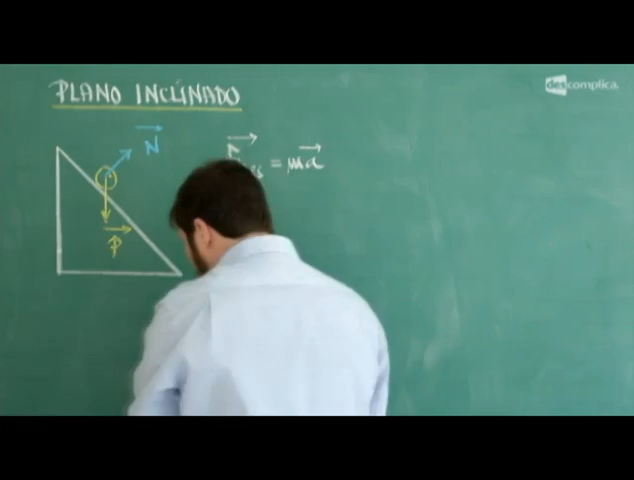 PLANO INCLINADO
descomplica.
N
= ma
P